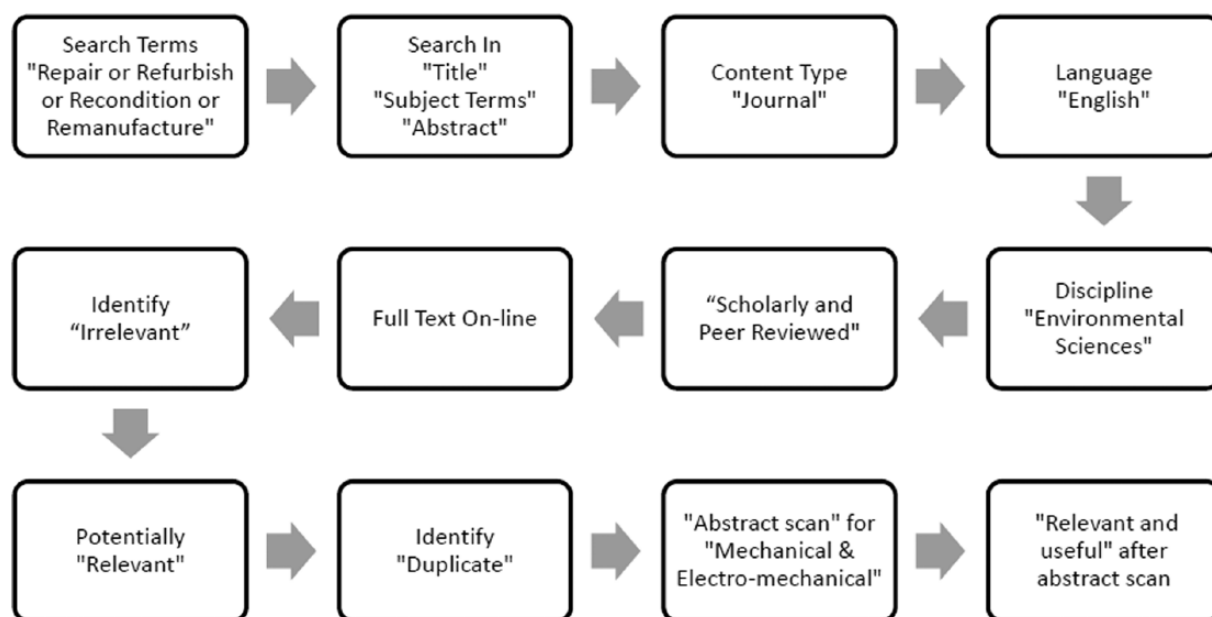 Search Terms
"Repair or Refurbish
or Recondition or
Remanufacture"
Search In
"Title"
"Subject Terms"
"Abstract"
Content Type
"Journal"
Language
"English"
Discipline
"Environmental
Sciences"
“Scholarly and
Peer Reviewed"
Full Text On-line
Identify
“Irrelevant”
Potentially
"Relevant"
Identify
"Duplicate"
"Abstract scan" for
"Mechanical &
Electro-mechanical"
"Relevant and
useful" after
abstract scan